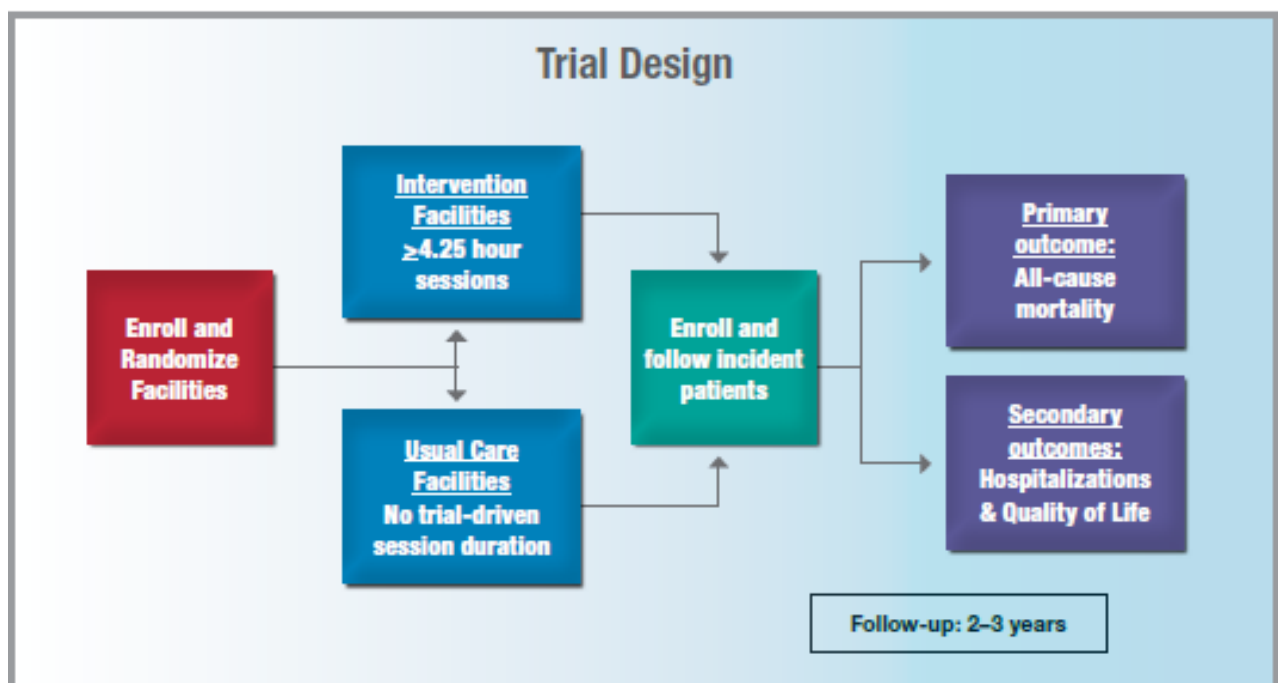 Trial Design
Enroll and
Randomize
Facilities
Intervention
Facilities
≥4.25 hour
sessions
Usual Care
Facilities
No trial-driven
session duration
Enroll and
follow incident
patients
Primary
outcome:
All-cause
mortality
Secondary
outcomes:
Hospitalizations
& Quality of Life
Follow-up: 2–3 years